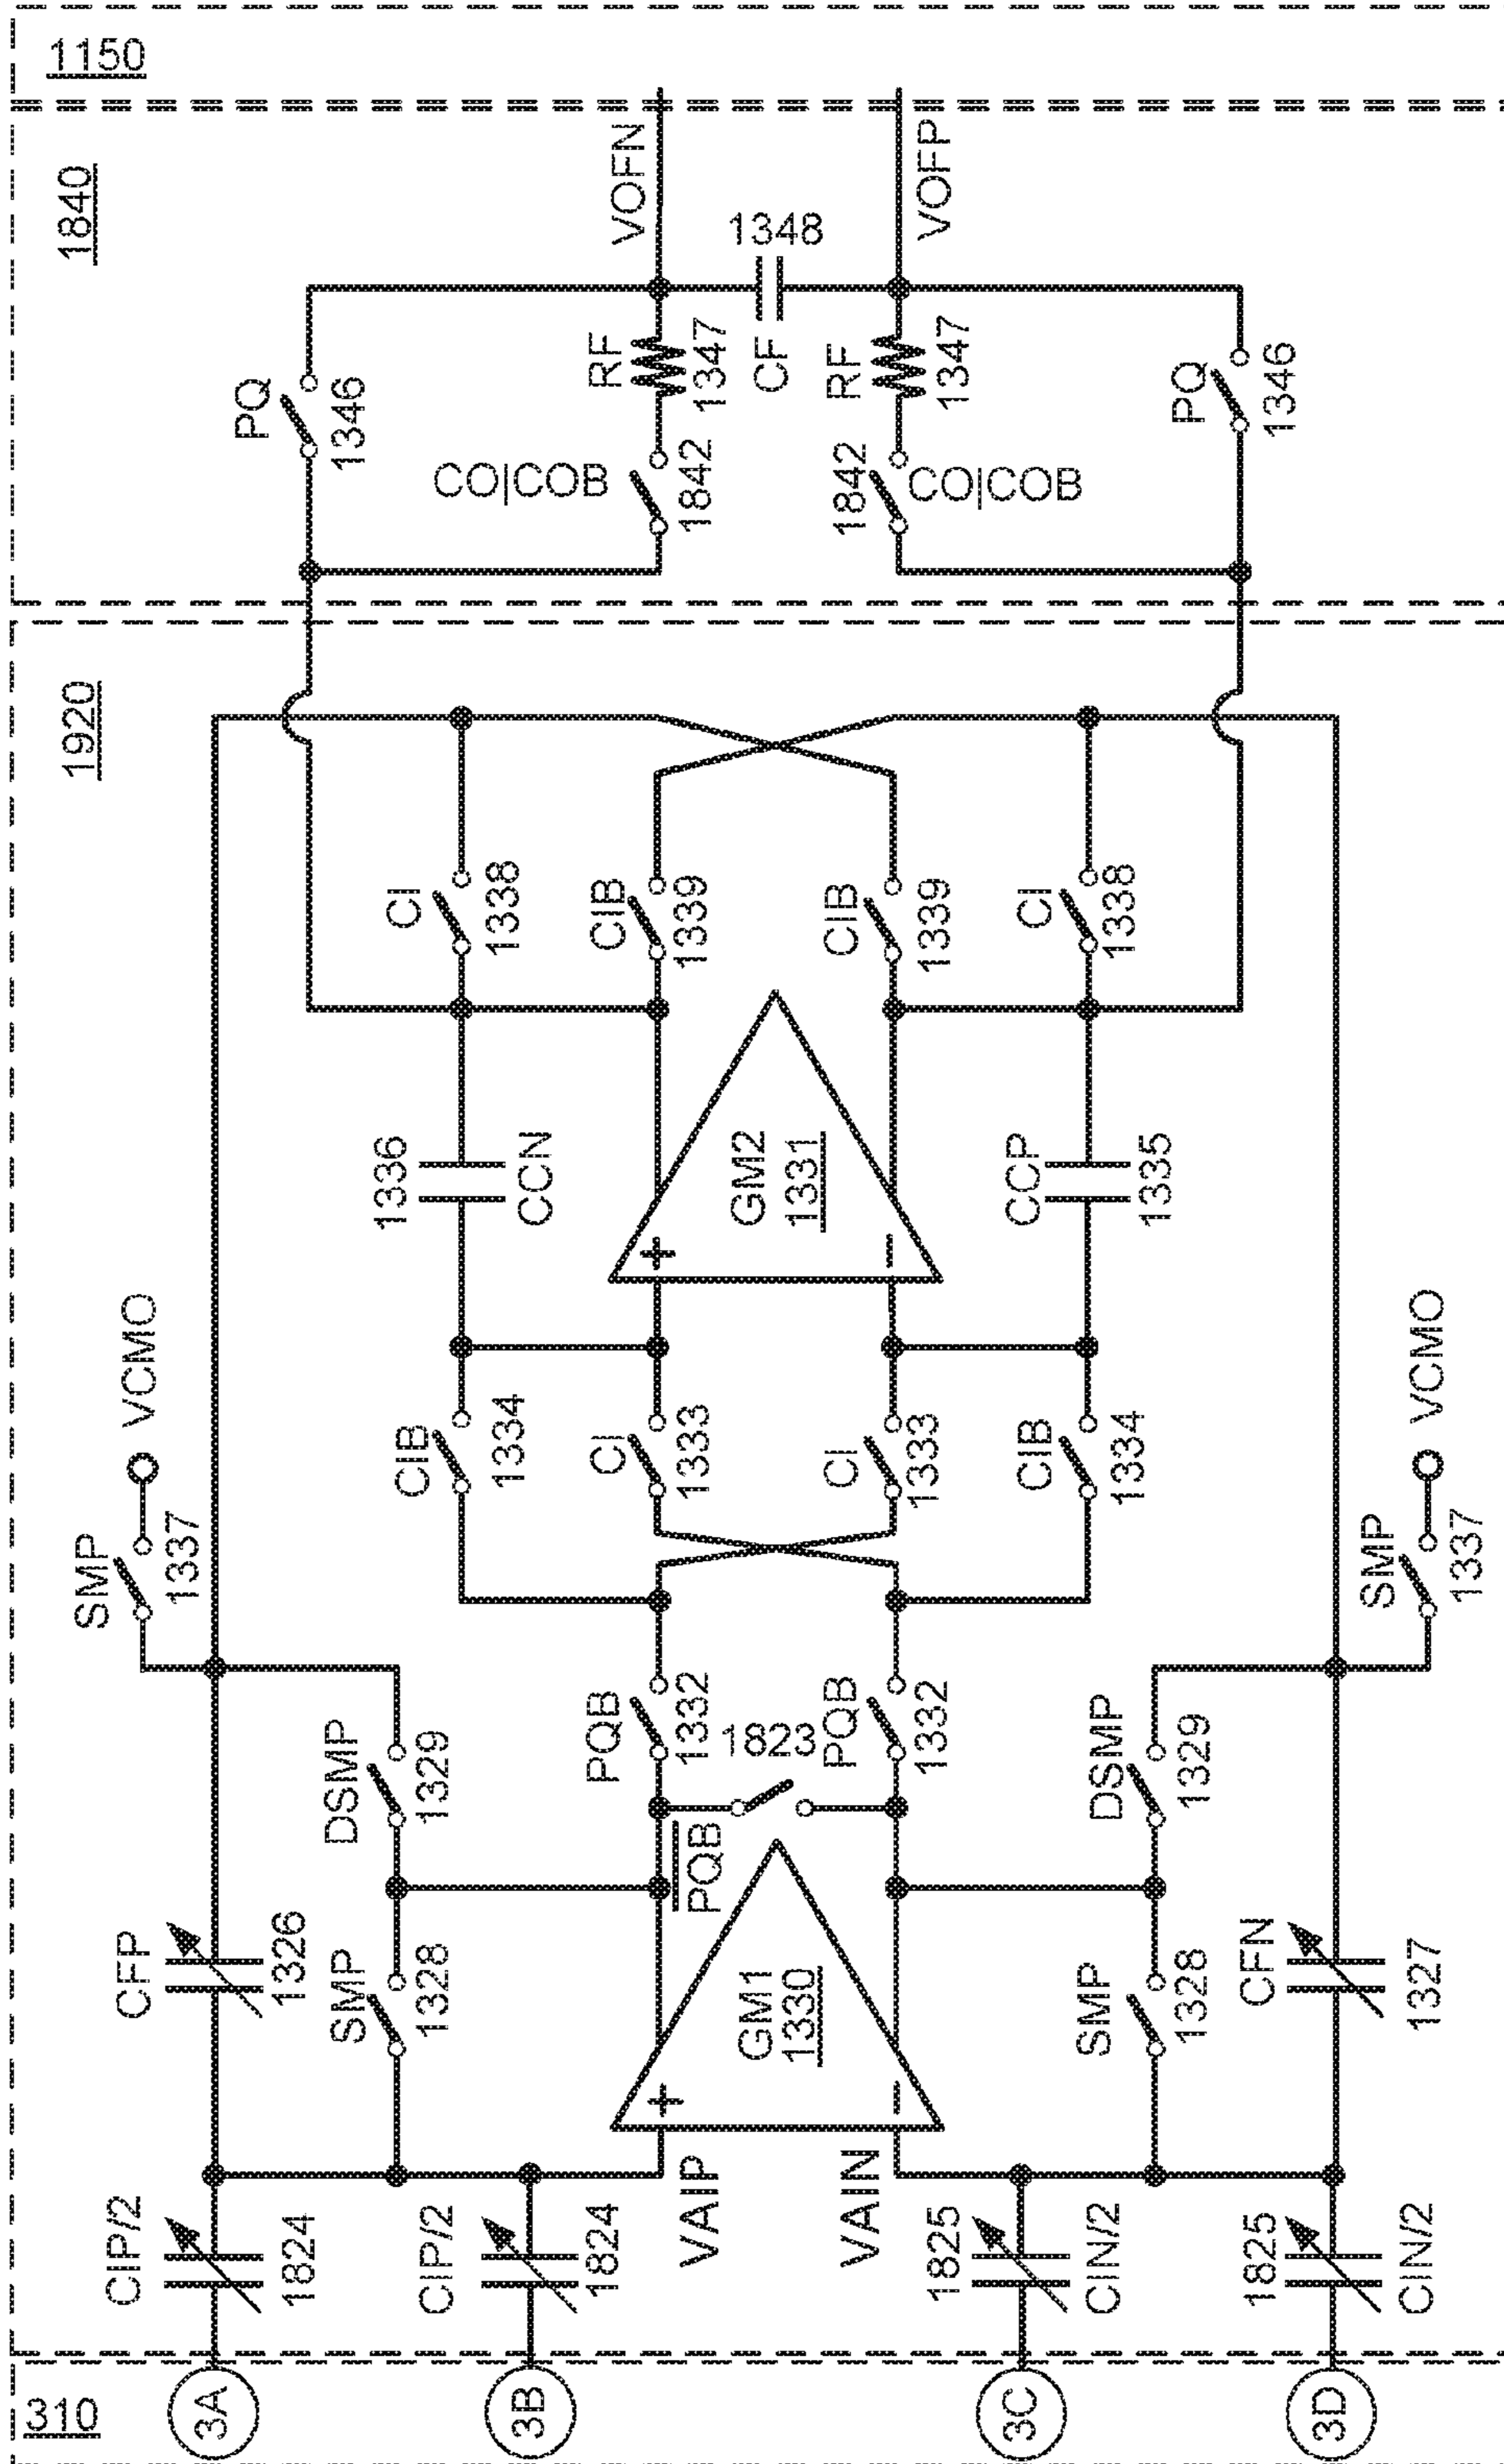 310
1920
1840
1150
3A
3B
3C
3D
CIP/2
1824
CIP/2
1824
1825
CIN/2
1825
CIN/2
VAIP
VAIN
CFP
1326
SMP
1328
DSMP
1329
SMP
1337
VCMO
GM1
1330
+
−
PQB
1332
PQB
1823
PQB
1332
SMP
1328
DSMP
1329
CFN
1327
SMP
1337
VCMO
CIB
1334
CI
1333
CI
1333
CIB
1334
1336
CCN
GM2
1331
+
−
CCP
1335
CI
1338
CIB
1339
CIB
1339
CI
1338
PQ
1346
CO|COB
1842
RF
1347
1348
CF
1842
CO|COB
RF
1347
PQ
1346
VOFN
VOFP